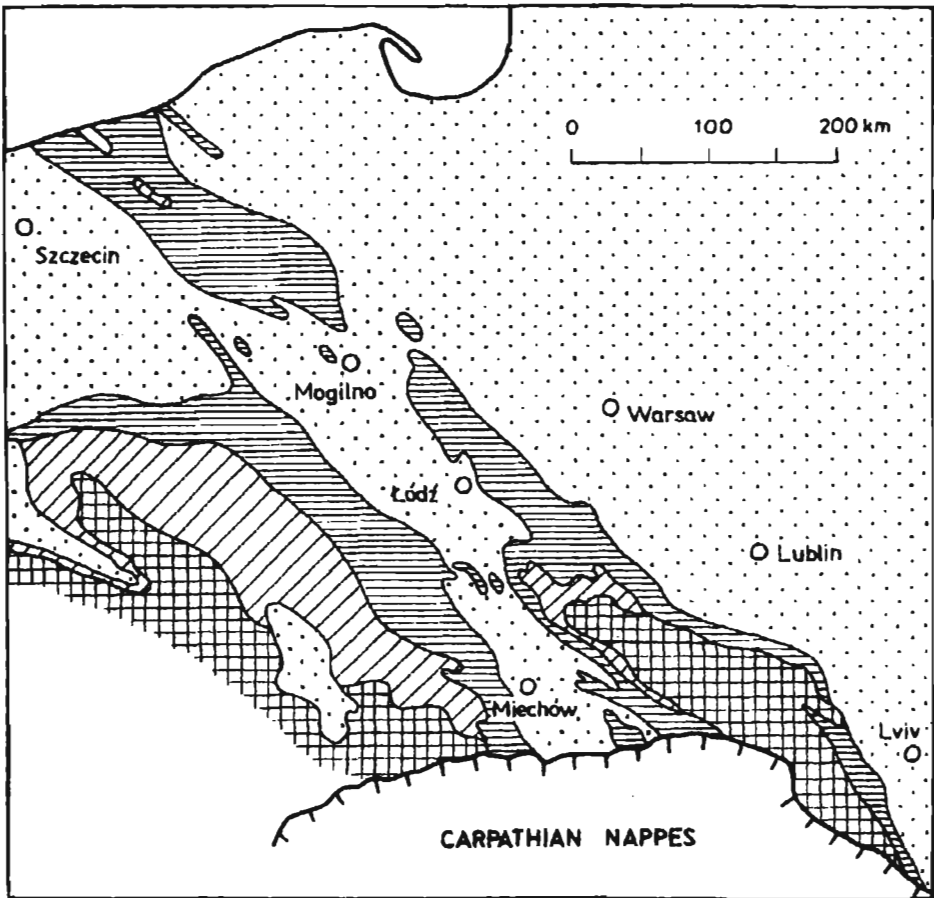 0 100 200 km
Szczecin
Mogilno
Warsaw
Łódź
Lublin
Miechów
Lviv
CARPATHIAN NAPPES